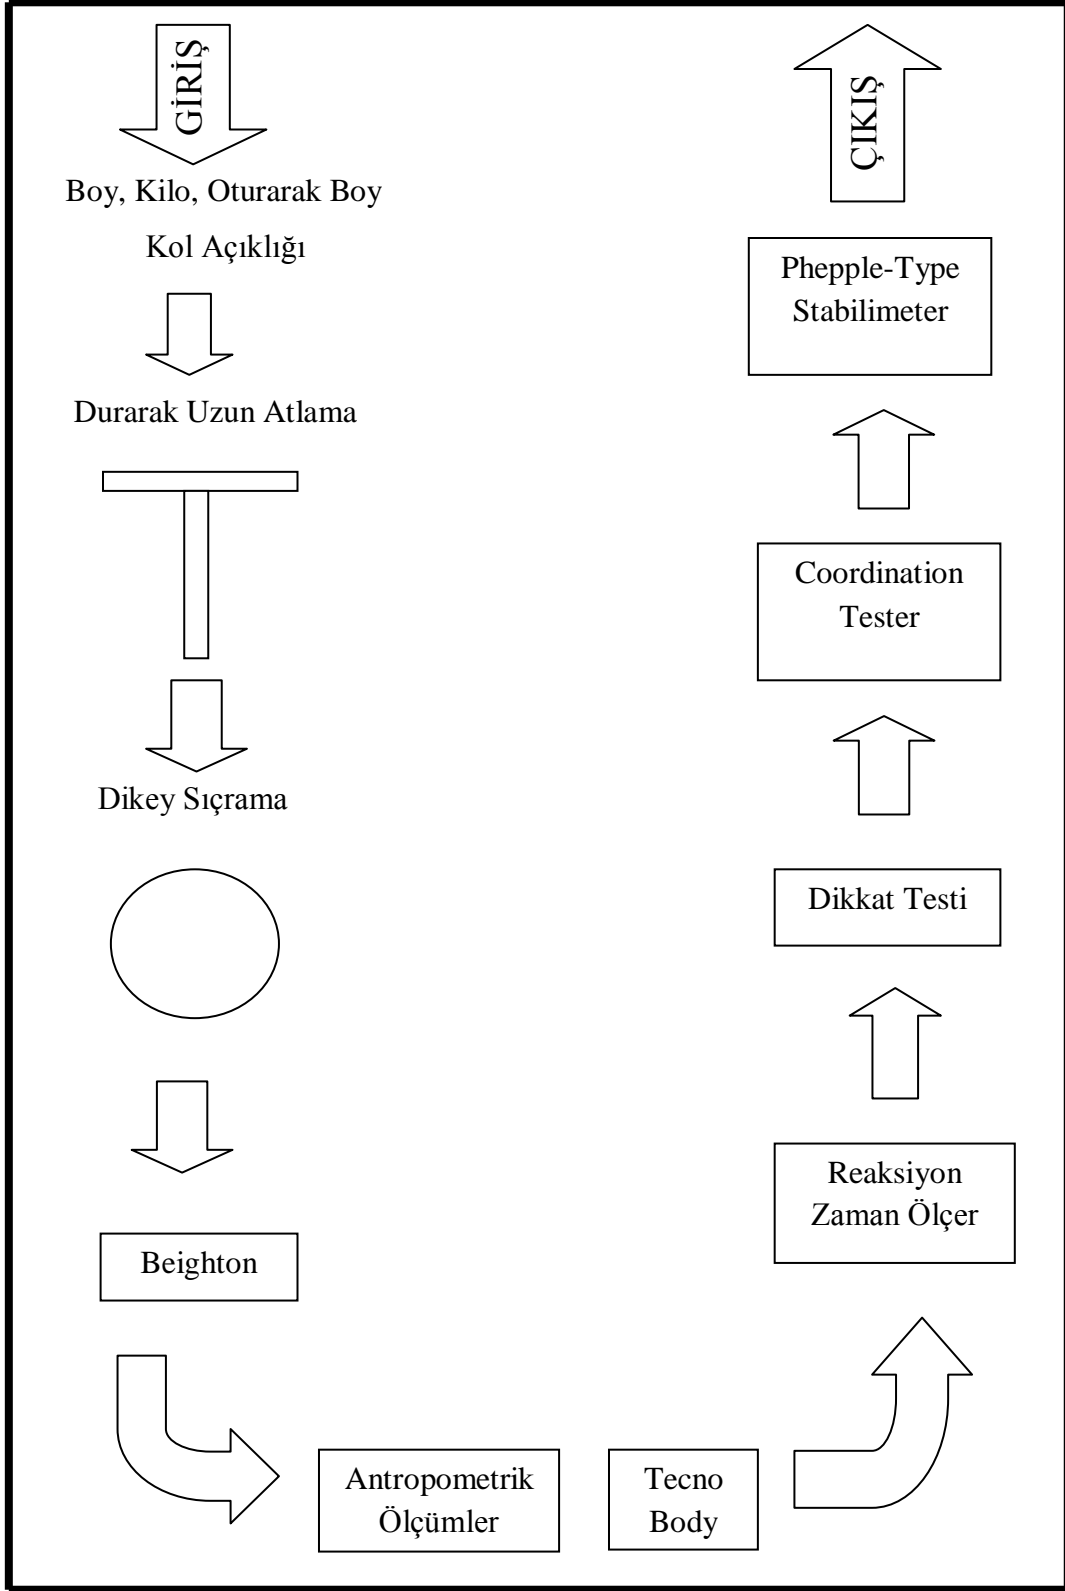 GİRİŞ
Boy, Kilo, Oturarak Boy
Kol Açıklığı
Durarak Uzun Atlama
Dikey Sıçrama
Beighton
Antropometrik
Ölçümler
Tecno
Body
Reaksiyon
Zaman Ölçer
Dikkat Testi
Coordination
Tester
Phepple-Type
Stabilimeter
ÇIKIŞ